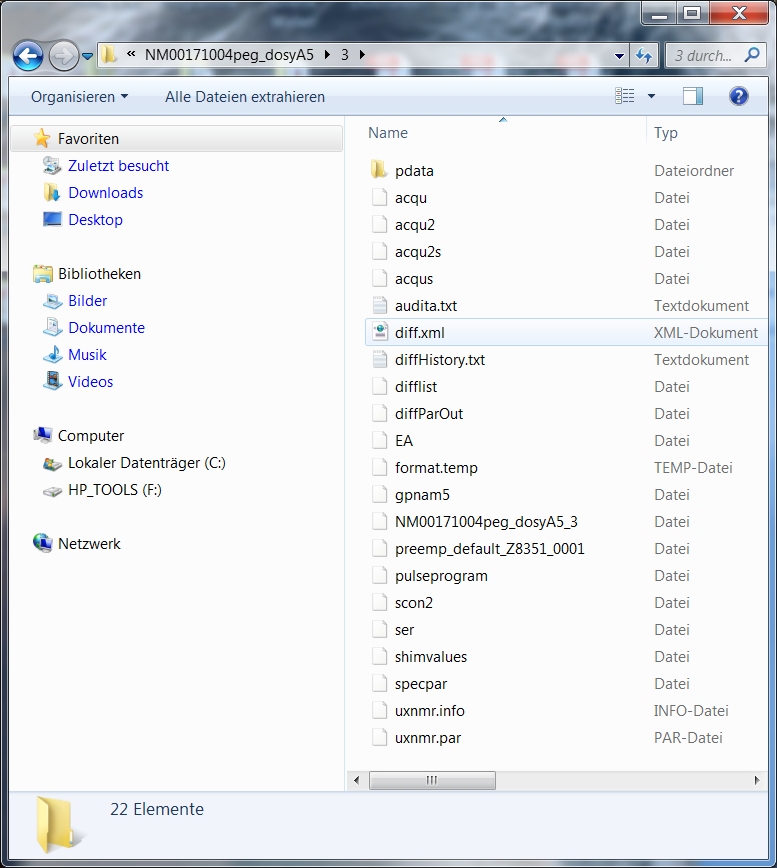 « NM00171004peg_dosyA5 3
3 durch...
Organisieren Alle Dateien extrahieren
Favoriten
Zuletzt besucht
Downloads
Desktop
Bibliotheken
Bilder
Dokumente
Musik
Videos
Computer
Lokaler Datenträger (C:)
HP_TOOLS (F:)
Netzwerk
Name Typ
pdata Dateiordner
acqu Datei
acqu2 Datei
acqu2s Datei
acqus Datei
audita.txt Textdokument
diff.xml XML-Dokument
diffHistory.txt Textdokument
difflist Datei
diffParOut Datei
EA Datei
format.temp TEMP-Datei
gpnam5 Datei
NM00171004peg_dosyA5_3 Datei
preemp_default_Z8351_0001 Datei
pulseprogram Datei
scon2 Datei
ser Datei
shimvalues Datei
specpar Datei
uxnmr.info INFO-Datei
uxnmr.par PAR-Datei
22 Elemente